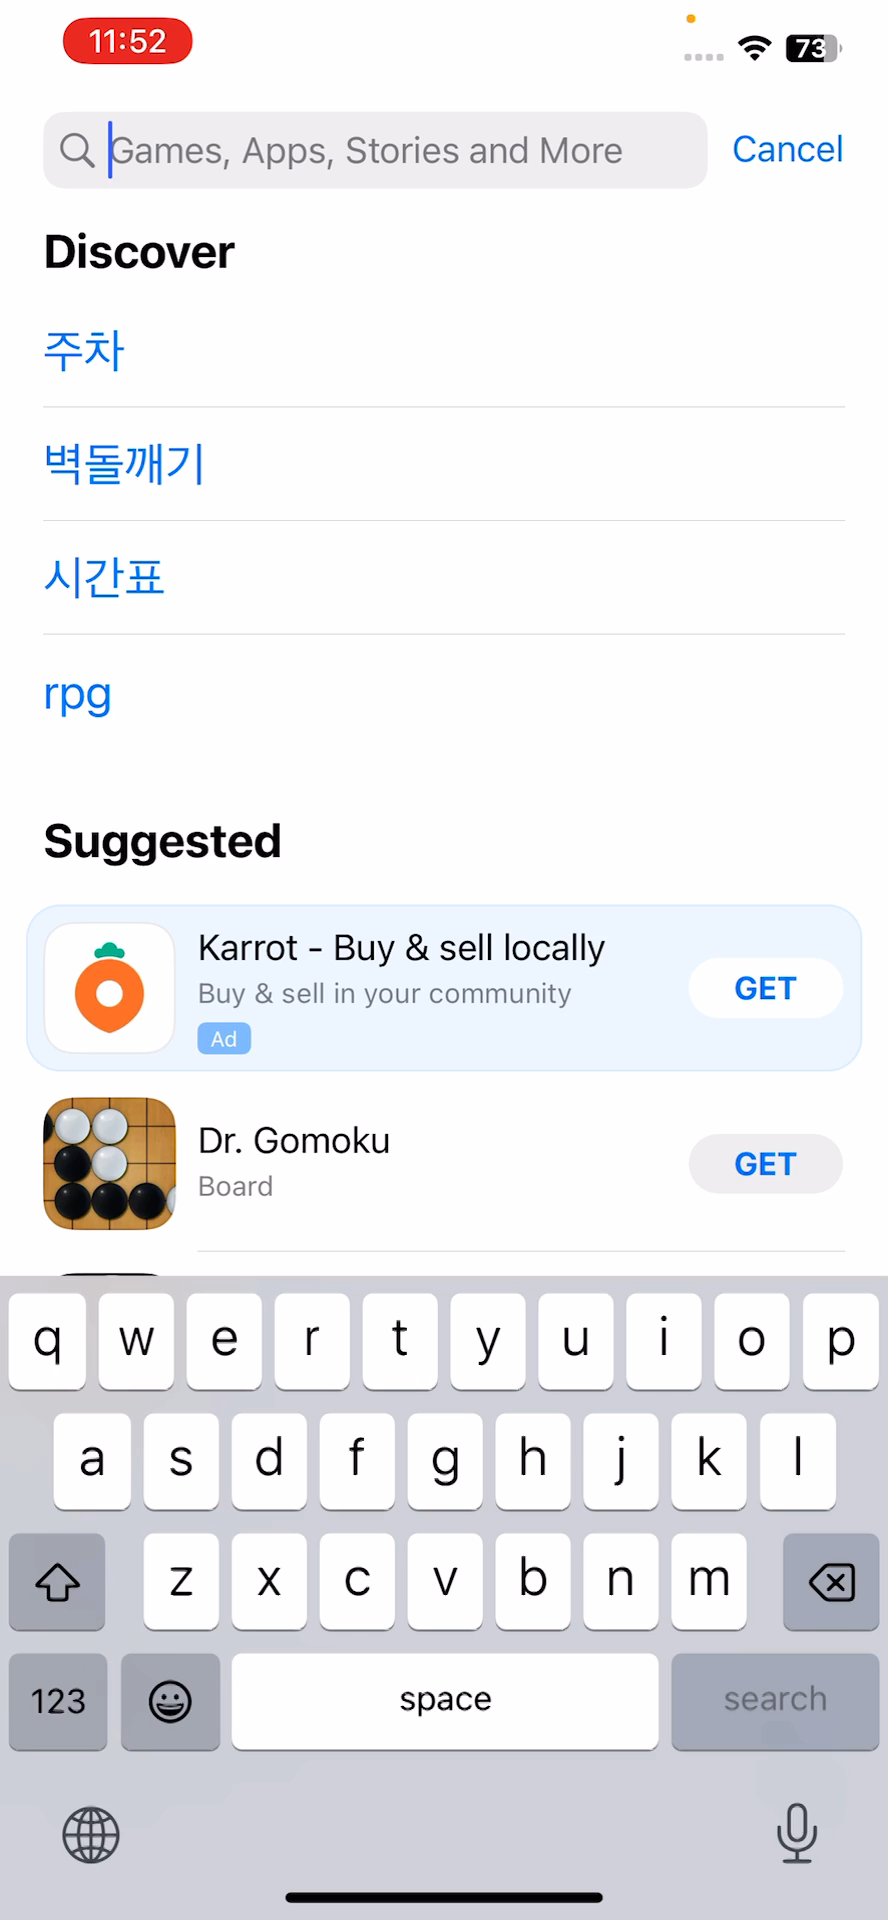 11:52
73
Games, Apps, Stories and More
Cancel
Discover
주차
벽돌깨기
시간표
rpg
Suggested
Karrot - Buy & sell locally
Buy & sell in your community
Ad
GET
Dr. Gomoku
Board
GET
q w e r t y u i o p
a s d f g h j k l
z x c v b n m
123 space search